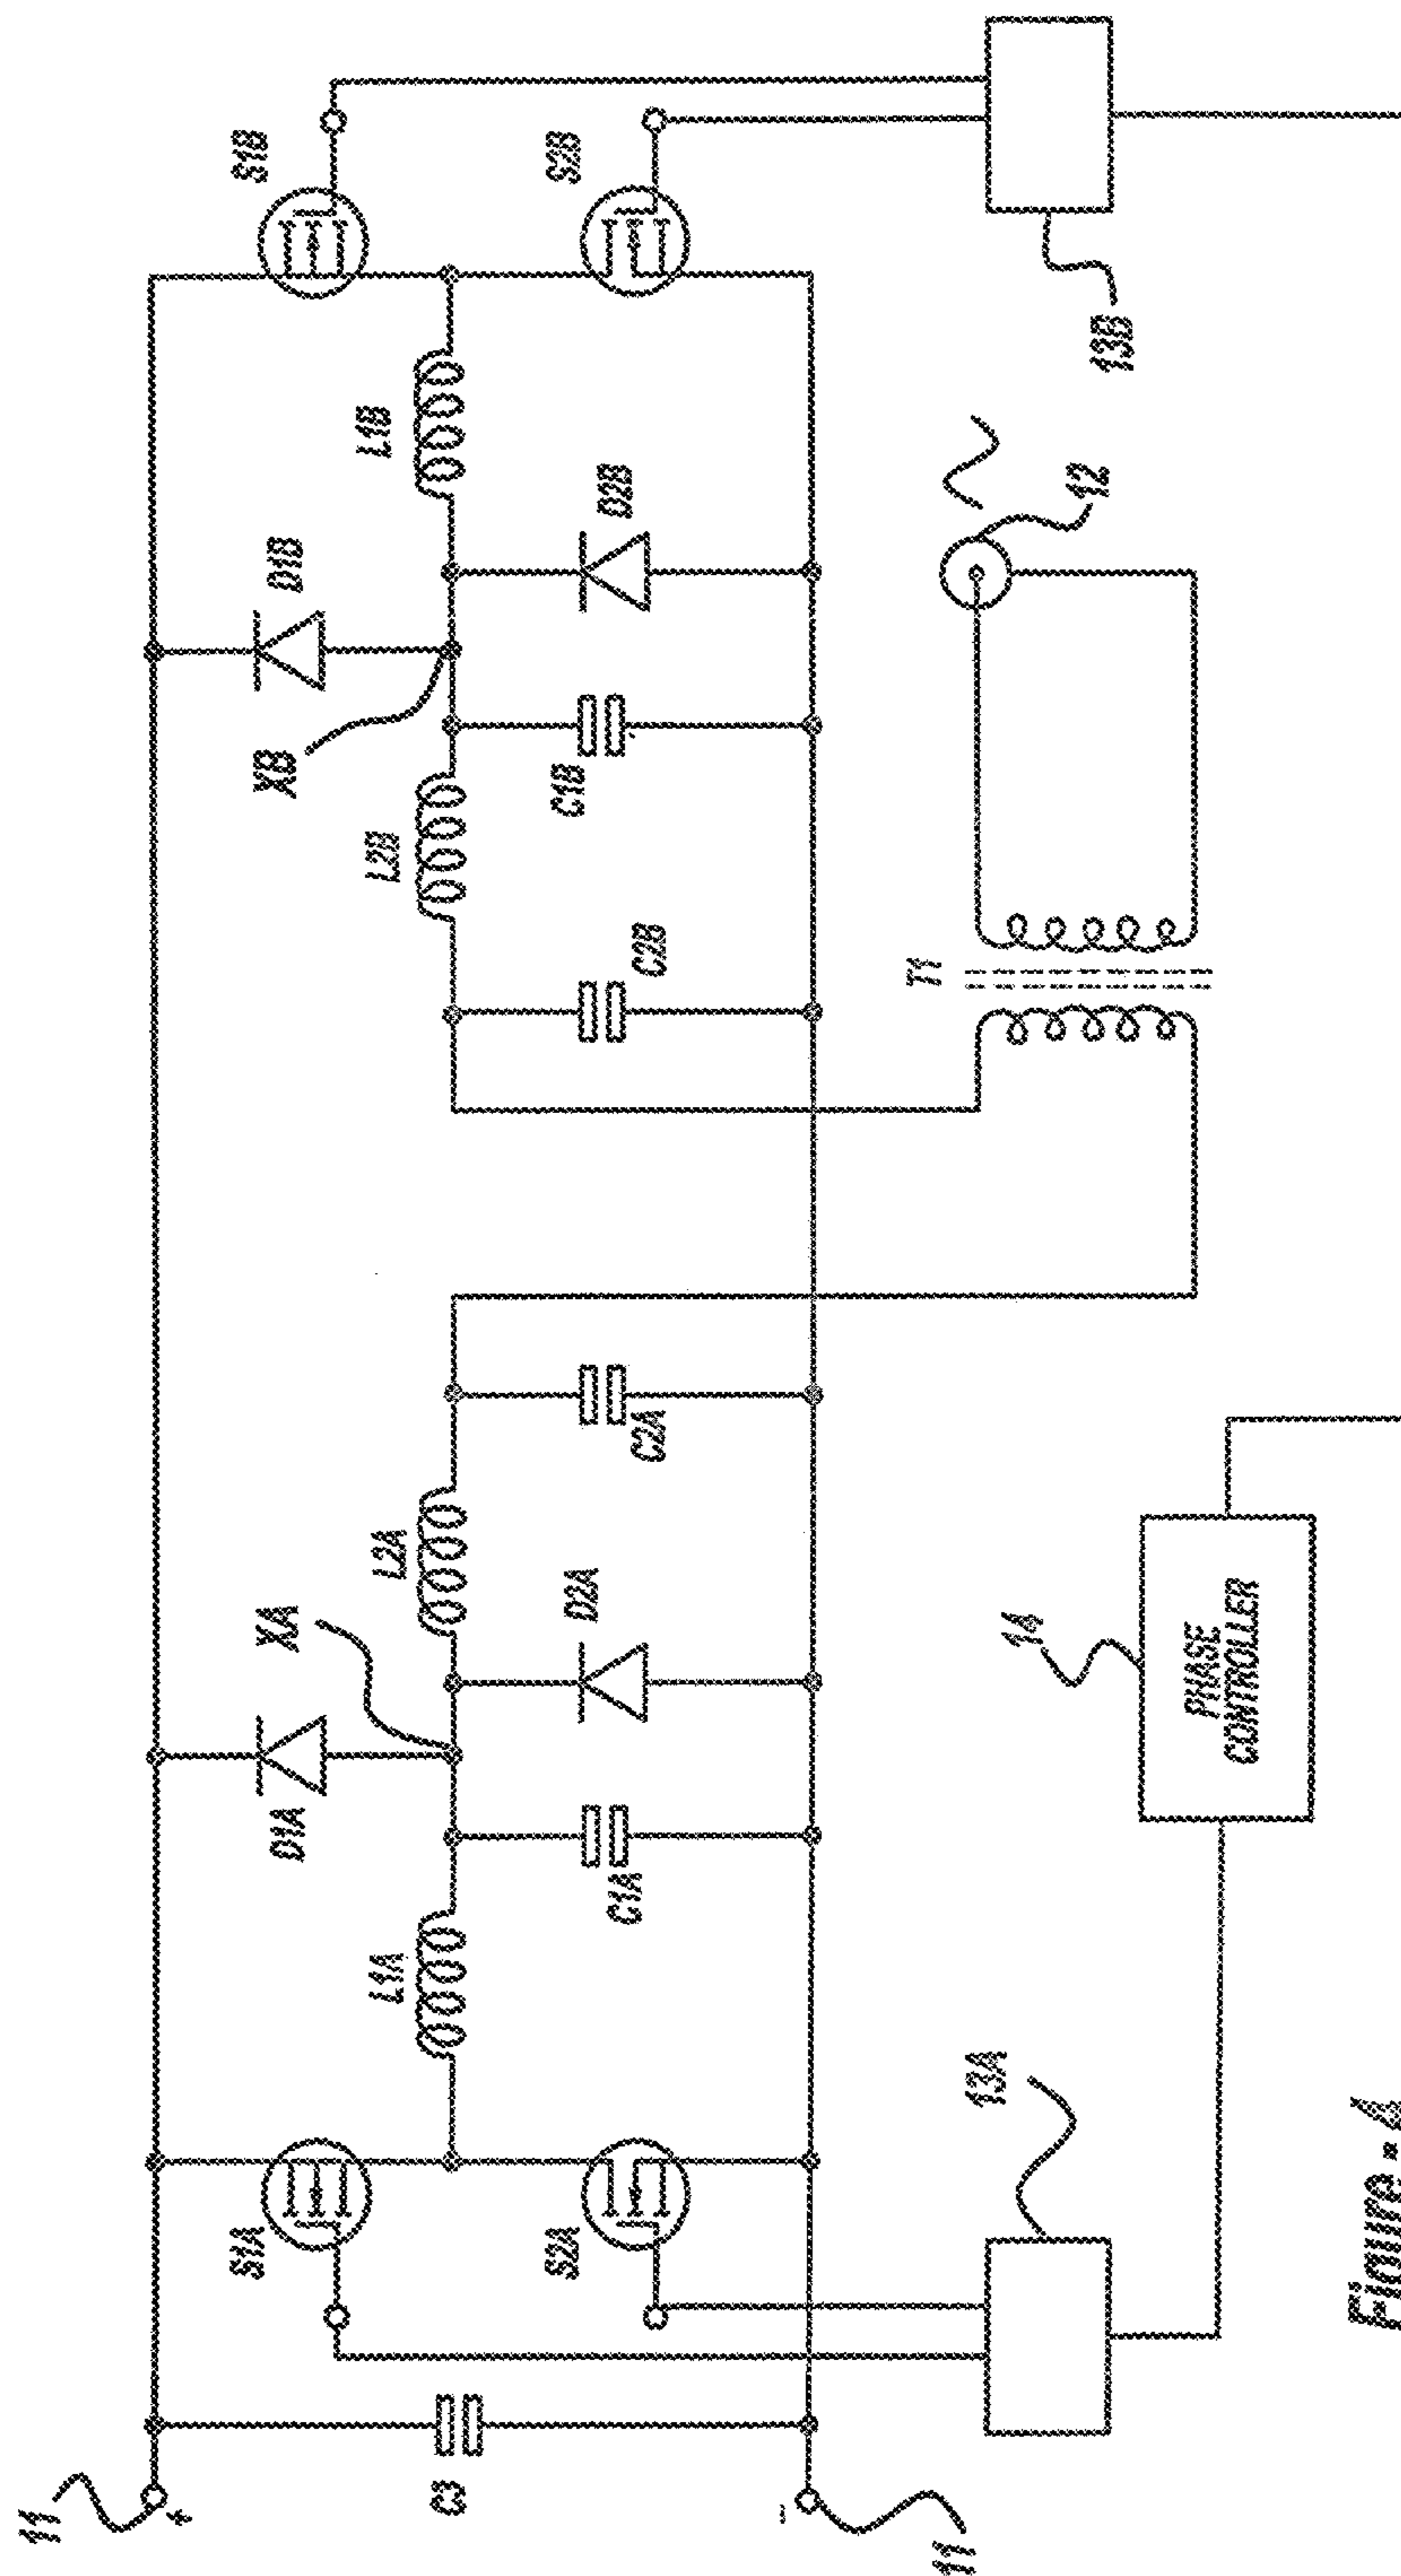 11
+
C3
-
11
S1A
S2A
13A
L1A
C1A
D1A
XA
D2A
L2A
C2A
14
PHASE
CONTROLLER
C2B
L2B
C1B
XB
D1B
D2B
L1B
T1
12
S1B
S2B
13B
Figure - 4